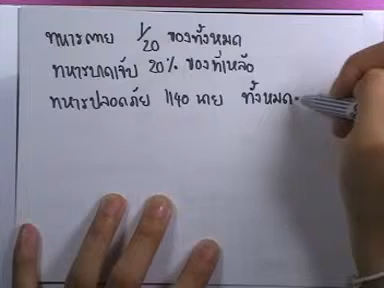 ทหารตาย 1/20 ของทั้งหมด
ทหารบาดเจ็บ 20% ของที่เหลือ
ทหารปลอดภัย 1140 นาย ทั้งหมด